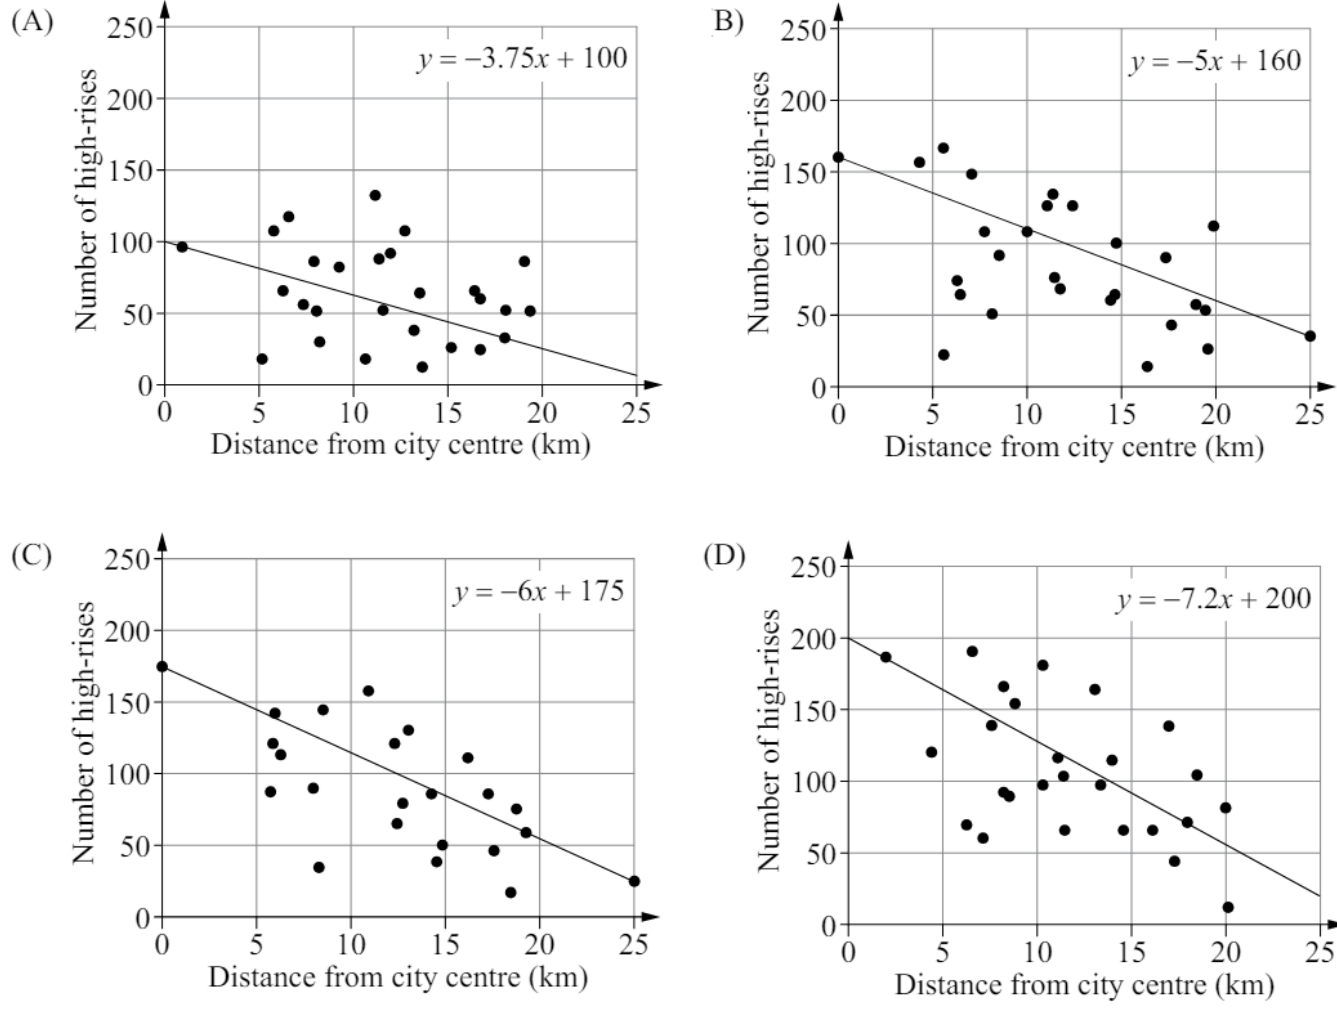 (A)
y = −3.75x + 100
Number of high-rises
250
200
150
100
50
0
0 5 10 15 20 25
Distance from city centre (km)
B)
y = −5x + 160
Number of high-rises
250
200
150
100
50
0
0 5 10 15 20 25
Distance from city centre (km)
(C)
y = −6x + 175
Number of high-rises
250
200
150
100
50
0
0 5 10 15 20 25
Distance from city centre (km)
(D)
y = −7.2x + 200
Number of high-rises
250
200
150
100
50
0
0 5 10 15 20 25
Distance from city centre (km)